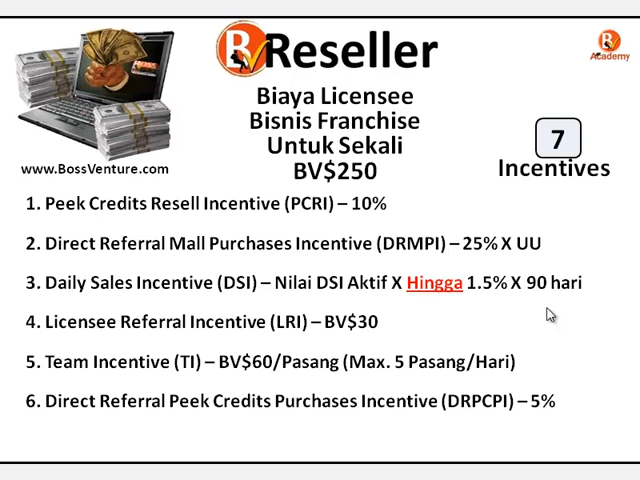 Reseller
Academy
Biaya Licensee
Bisnis Franchise
Untuk Sekali
BV$250
www.BossVenture.com
7
Incentives
1. Peek Credits Resell Incentive (PCRI) – 10%
2. Direct Referral Mall Purchases Incentive (DRMPI) – 25% X UU
3. Daily Sales Incentive (DSI) – Nilai DSI Aktif X Hingga 1.5% X 90 hari
4. Licensee Referral Incentive (LRI) – BV$30
5. Team Incentive (TI) – BV$60/Pasang (Max. 5 Pasang/Hari)
6. Direct Referral Peek Credits Purchases Incentive (DRPCPI) – 5%